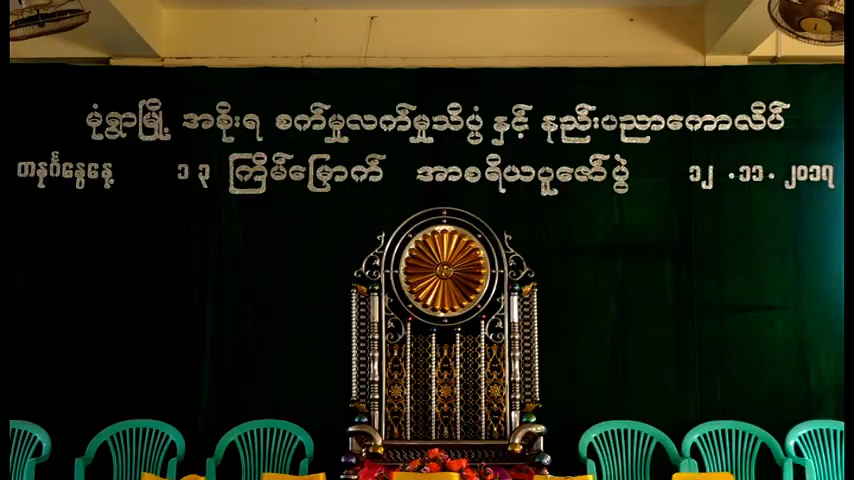 မုံရွာမြို့ အစိုးရ စက်မှုလက်မှုသိပ္ပံ နှင့် နည်းပညာကောလိပ်
တနင်္ဂနွေနေ့ ၁၃ ကြိမ်မြောက် အာစရိယပူဇော်ပွဲ ၁၂.၁၁.၂၀၁၇